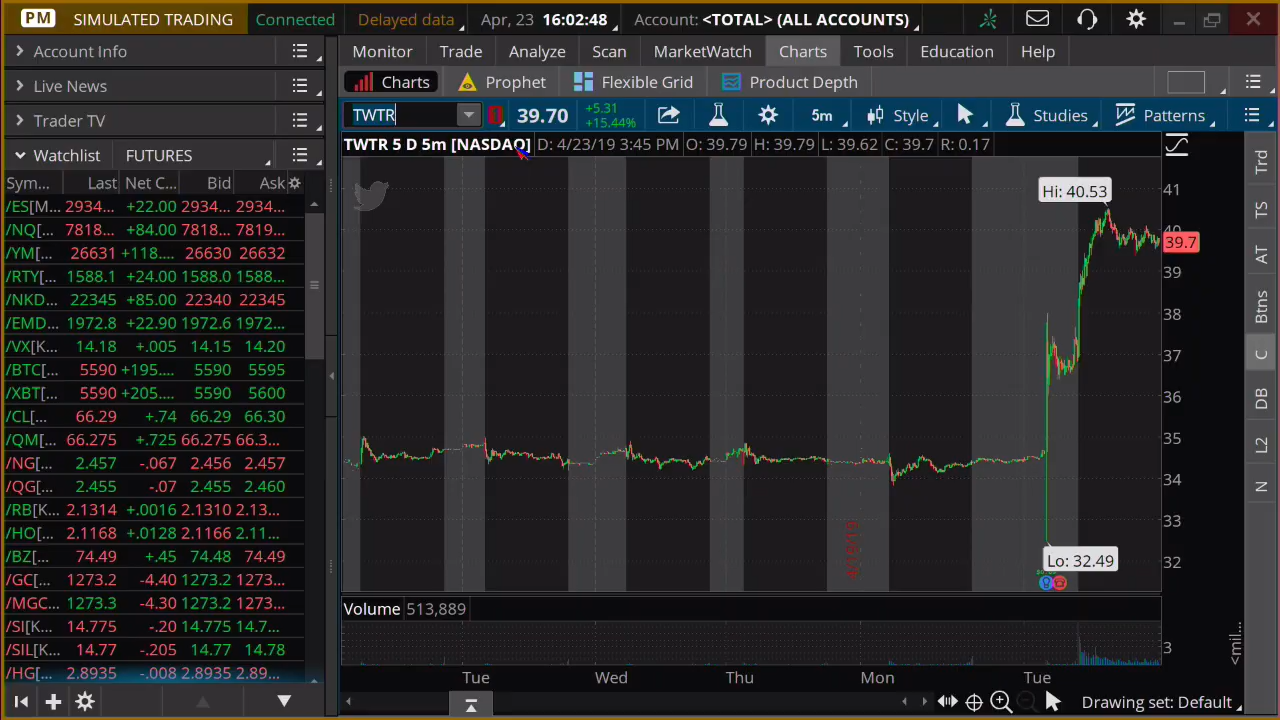 PM SIMULATED TRADING Connected Delayed data Apr, 23 16:02:48 Account: <TOTAL> (ALL ACCOUNTS)
Account Info
Live News
Trader TV
Watchlist FUTURES
Sym... Last Net C... Bid Ask
/ES[M... 2934... +22.00 2934... 2934...
/NQ[... 7818... +84.00 7818... 7819...
/YM[... 26631 +118.... 26630 26632
/RTY[... 1588.1 +24.00 1588.0 1588...
/NKD... 22345 +85.00 22340 22345
/EMD... 1972.8 +22.90 1972.6 1972...
/VX[K... 14.18 +.005 14.15 14.20
/BTC[... 5590 +195.... 5590 5595
/XBT[... 5590 +205.... 5590 5600
/CL[... 66.29 +.74 66.29 66.30
/QM[... 66.275 +.725 66.275 66.3...
/NG[... 2.457 -.067 2.456 2.457
/QG[... 2.455 -.07 2.455 2.460
/RB[... 2.1314 +.0016 2.1310 2.13...
/HO[... 2.1168 +.0128 2.1166 2.11...
/BZ[... 74.49 +.45 74.48 74.49
/GC[... 1273.2 -4.40 1273.2 1273...
/MGC... 1273.3 -4.30 1273.2 1273...
/SI[K... 14.775 -.20 14.775 14.7...
/SIL[K... 14.77 -.205 14.77 14.78
/HG[... 2.8935 -.008 2.8935 2.89...
Monitor Trade Analyze Scan MarketWatch Charts Tools Education Help
Charts Prophet Flexible Grid Product Depth
TWTR 1 39.70 +5.31 5m Style Studies Patterns
+15.44%
TWTR 5 D 5m [NASDAQ] D: 4/23/19 3:45 PM O: 39.79 H: 39.79 L: 39.62 C: 39.7 R: 0.17
Hi: 40.53
41
40
39.7
39
38
37
36
35
34
33
32
Lo: 32.49
Volume 513,889
3
<mil...
Tue Wed Thu Mon Tue
Drawing set: Default
Trd
TS
AT
Btns
C
DB
L2
N